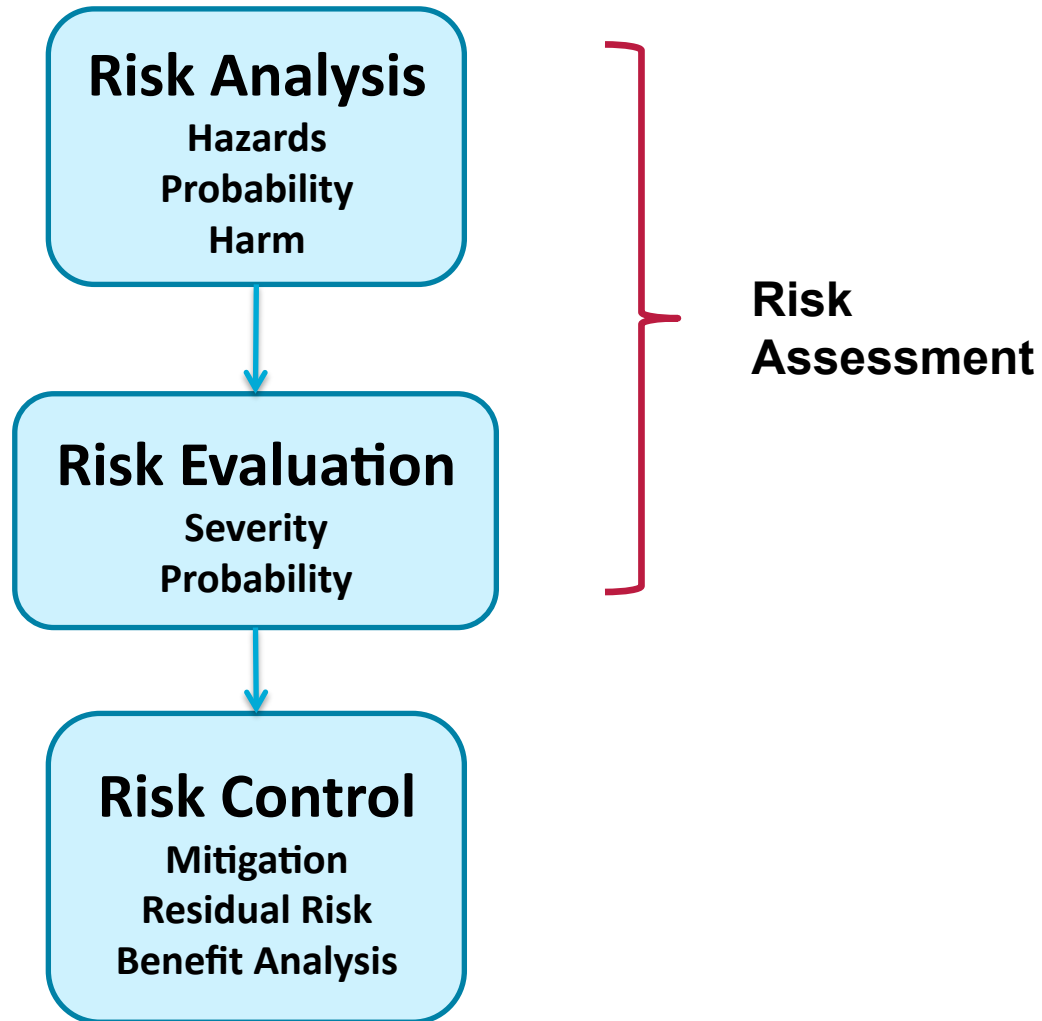 Risk Analysis
Hazards
Probability
Harm
Risk
Assessment
Risk Evaluation
Severity
Probability
Risk Control
Mitigation
Residual Risk
Benefit Analysis